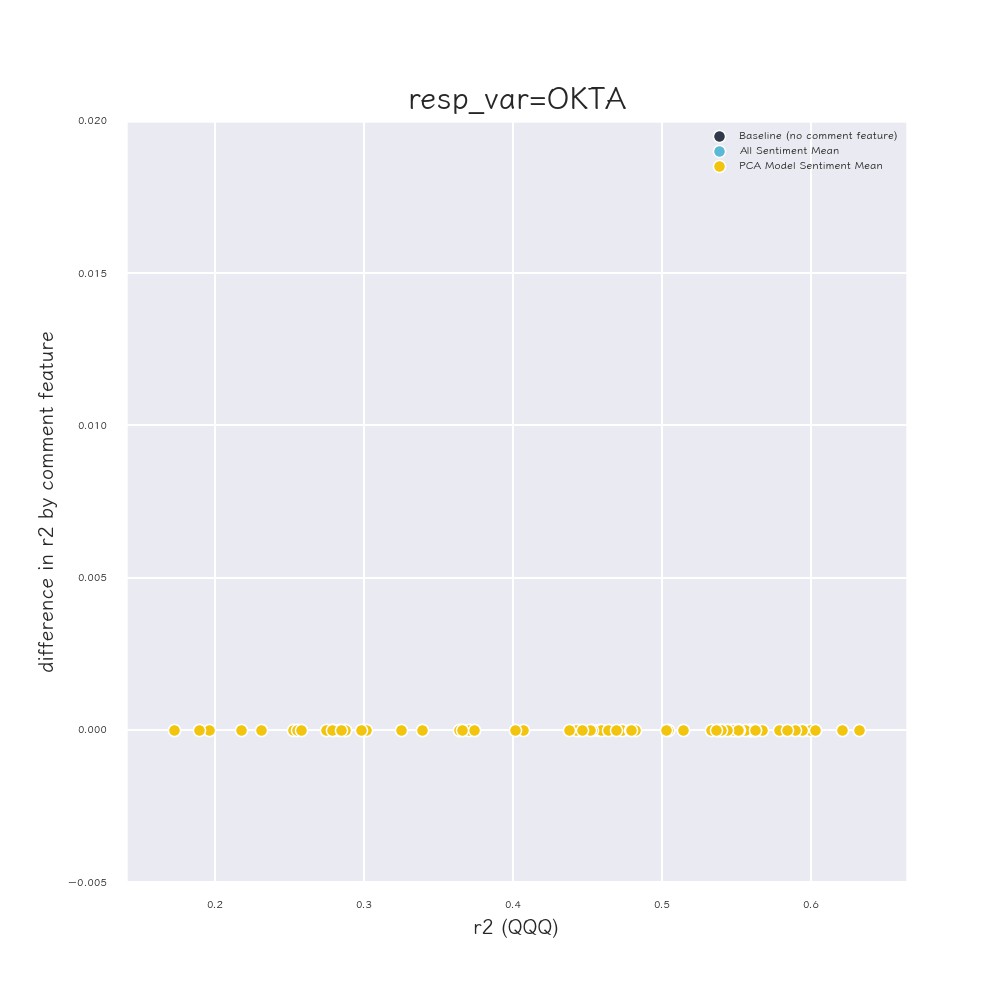 resp_var=OKTA
0.020
0.015
0.010
0.005
0.000
−0.005
difference in r2 by comment feature
Baseline (no comment feature)
All Sentiment Mean
PCA Model Sentiment Mean
0.2 0.3 0.4 0.5 0.6
r2 (QQQ)